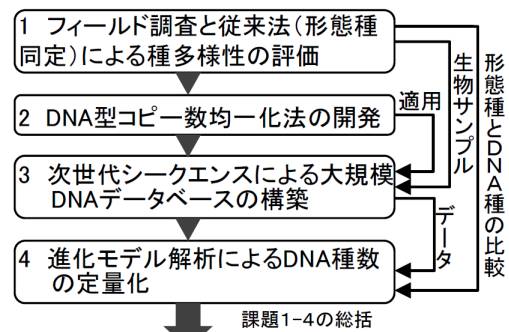 1 フィールド調査と従来法(形態種
同定)による種多様性の評価
2 DNA型コピー数均一化法の開発
適用
3 次世代シークエンスによる大規模
DNAデータベースの構築
生物サンプル
形態種とDNA種の比較
データ
4 進化モデル解析によるDNA種数
の定量化
課題1-4の総括